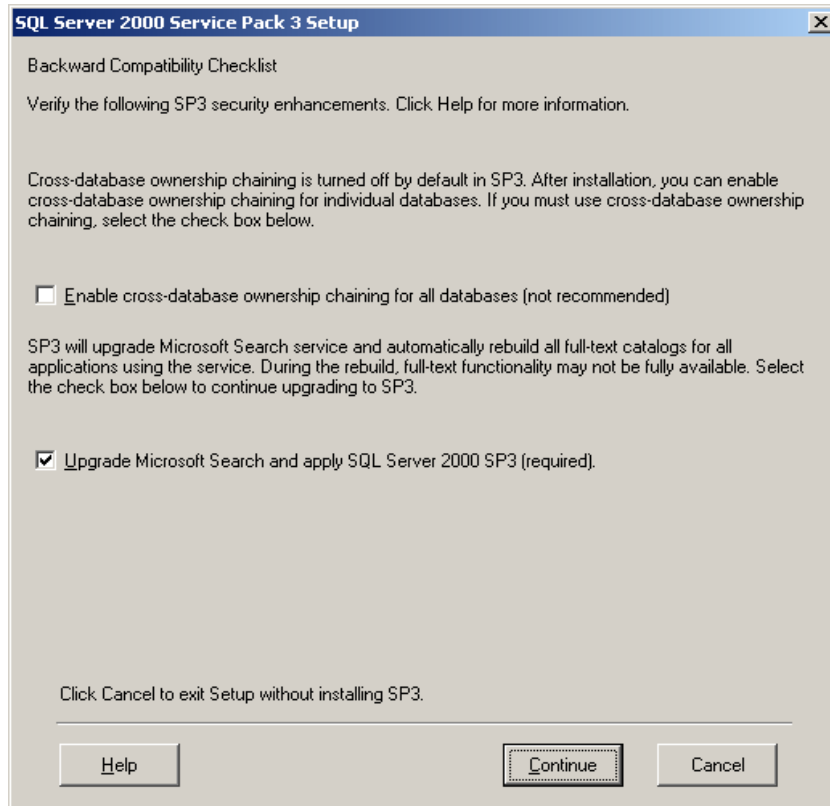 SQL Server 2000 Service Pack 3 Setup
Backward Compatibility Checklist
Verify the following SP3 security enhancements. Click Help for more information.
Cross-database ownership chaining is turned off by default in SP3. After installation, you can enable
cross-database ownership chaining for individual databases. If you must use cross-database ownership
chaining, select the check box below.
Enable cross-database ownership chaining for all databases (not recommended)
SP3 will upgrade Microsoft Search service and automatically rebuild all full-text catalogs for all
applications using the service. During the rebuild, full-text functionality may not be fully available. Select
the check box below to continue upgrading to SP3.
Upgrade Microsoft Search and apply SQL Server 2000 SP3 (required).
Click Cancel to exit Setup without installing SP3.
Help
Continue
Cancel